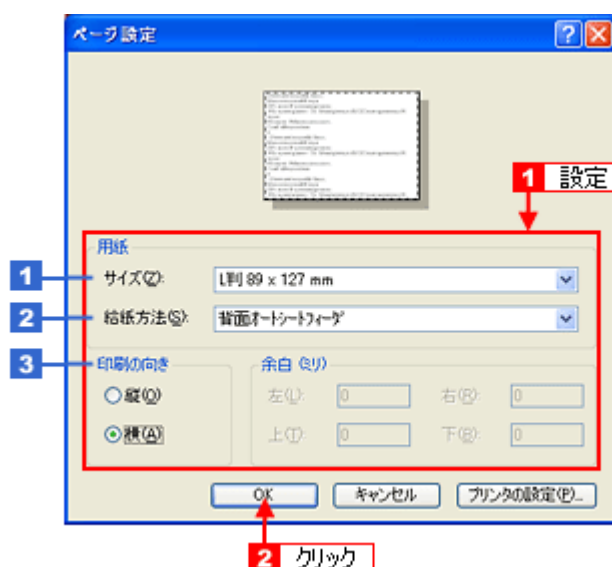 ページ設定
1 設定
用紙
1 サイズ(Z): L判 89 x 127 mm
2 給紙方法(S): 背面オートシートフィーダ
3 印刷の向き
縦(O)
横(A)
余白 (ミリ)
左(L): 0 右(R): 0
上(T): 0 下(B): 0
OK キャンセル プリンタの設定(P)...
2 クリック